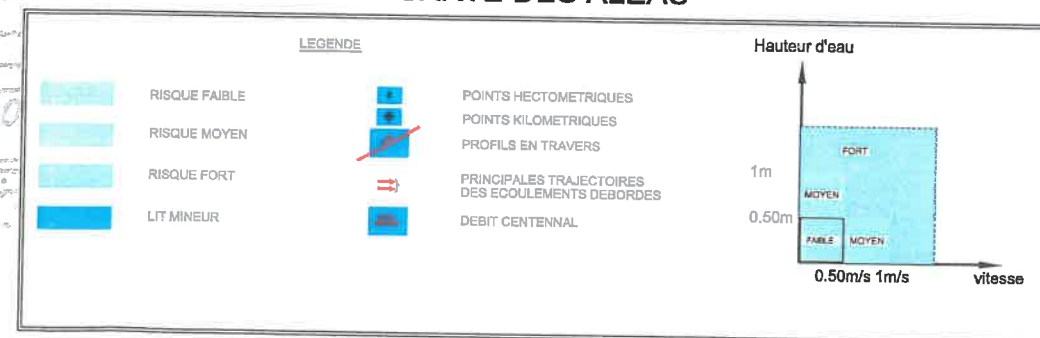 LEGENDE
RISQUE FAIBLE
RISQUE MOYEN
RISQUE FORT
LIT MINEUR
POINTS HECTOMETRIQUES
POINTS KILOMETRIQUES
PROFILS EN TRAVERS
PRINCIPALES TRAJECTOIRES
DES ECOULEMENTS DEBORDES
DEBIT CENTENNAL
Hauteur d'eau
FORT
1m
MOYEN
0.50m
FAIBLE MOYEN
0.50m/s 1m/s
vitesse